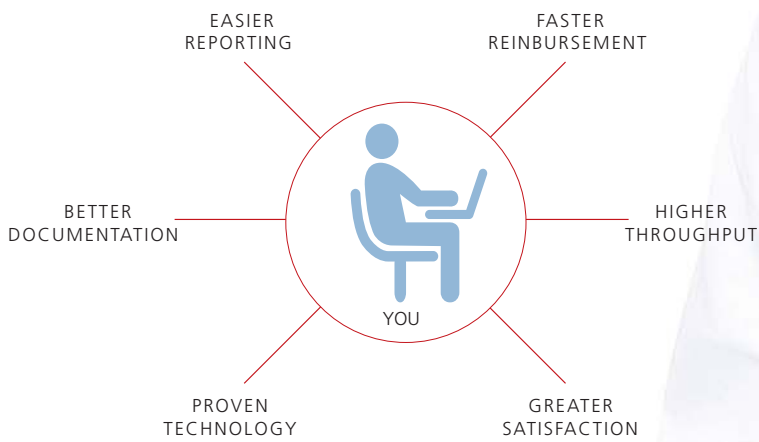 EASIER
REPORTING
FASTER
REINBURSEMENT
BETTER
DOCUMENTATION
HIGHER
THROUGHPUT
YOU
PROVEN
TECHNOLOGY
GREATER
SATISFACTION